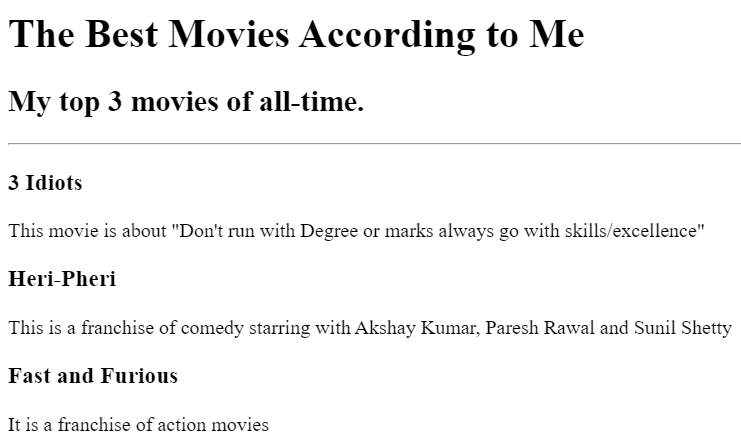 The Best Movies According to Me
My top 3 movies of all-time.
3 Idiots
This movie is about "Don't run with Degree or marks always go with skills/excellence"
Heri-Pheri
This is a franchise of comedy starring with Akshay Kumar, Paresh Rawal and Sunil Shetty
Fast and Furious
It is a franchise of action movies